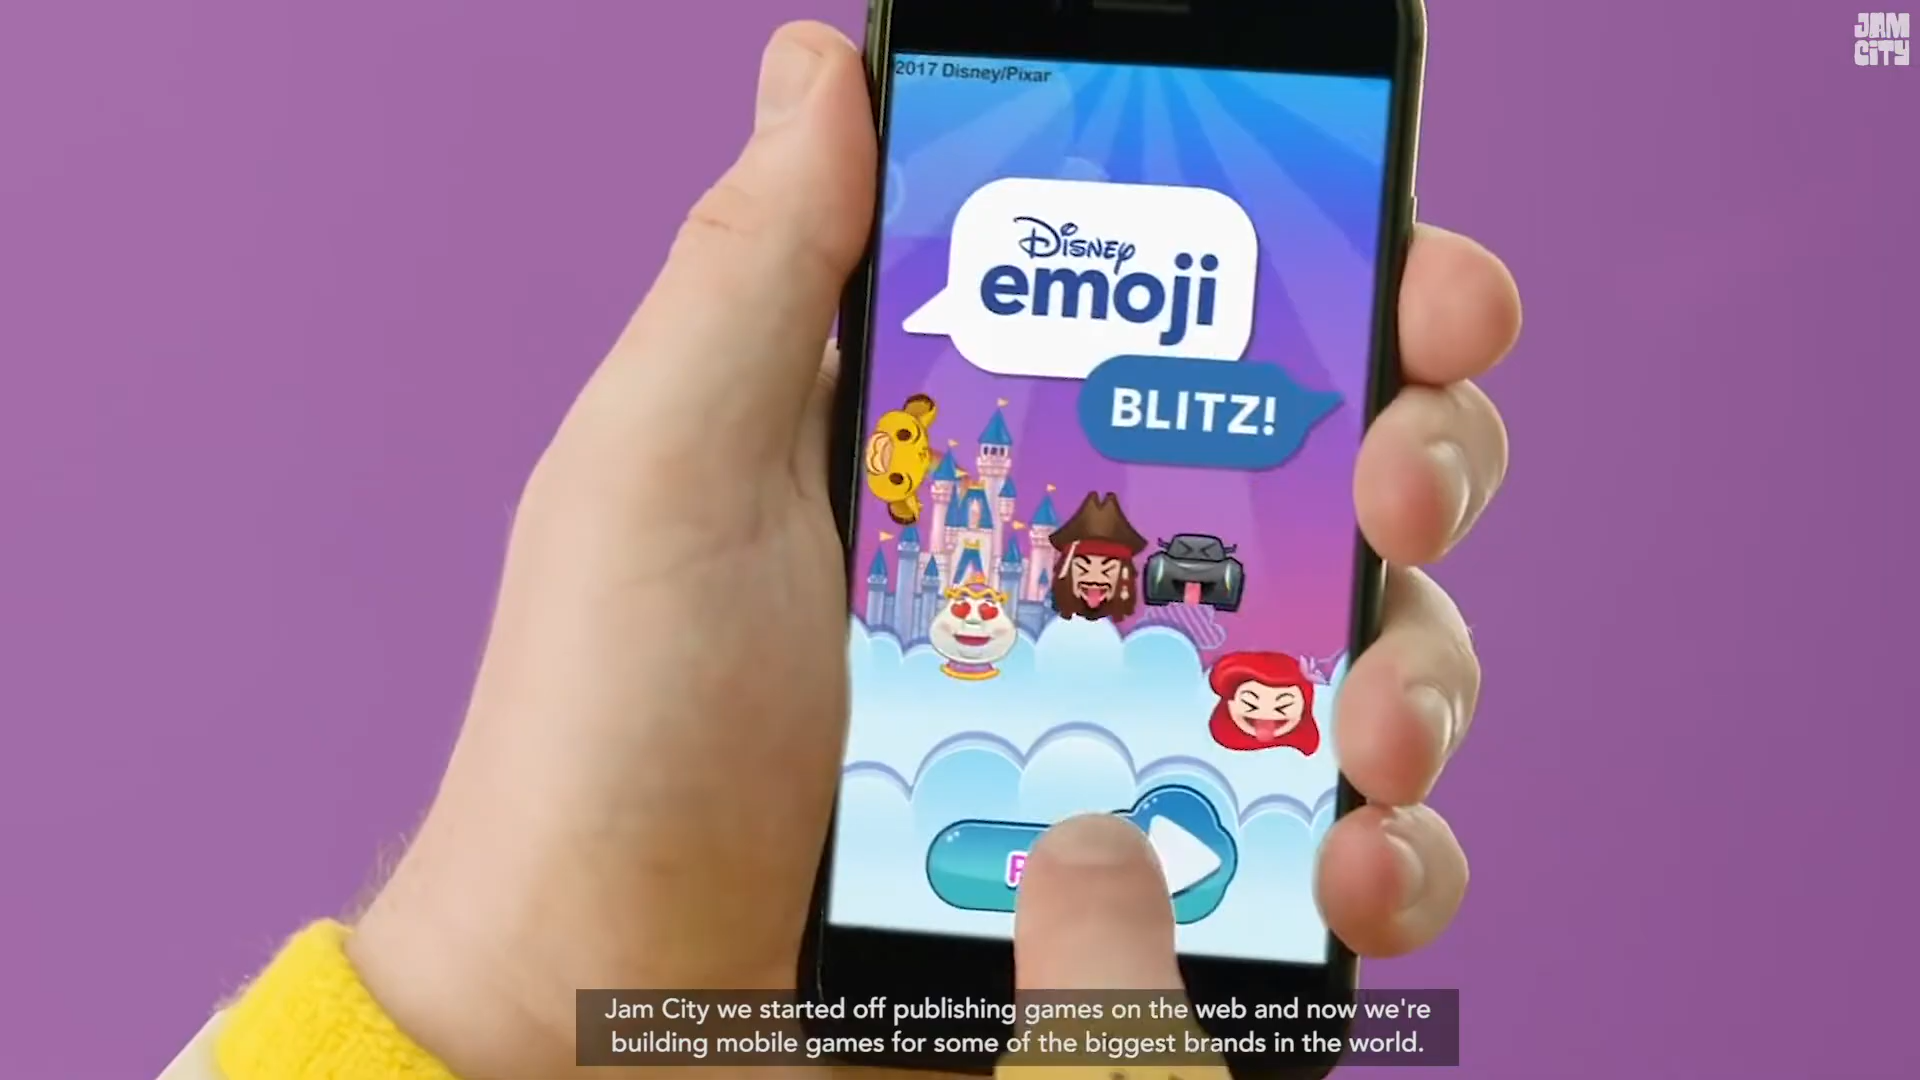 JAM
CITY
2017 Disney/Pixar
DISNEY
emoji
BLITZ!
Jam City we started off publishing games on the web and now we're
building mobile games for some of the biggest brands in the world.